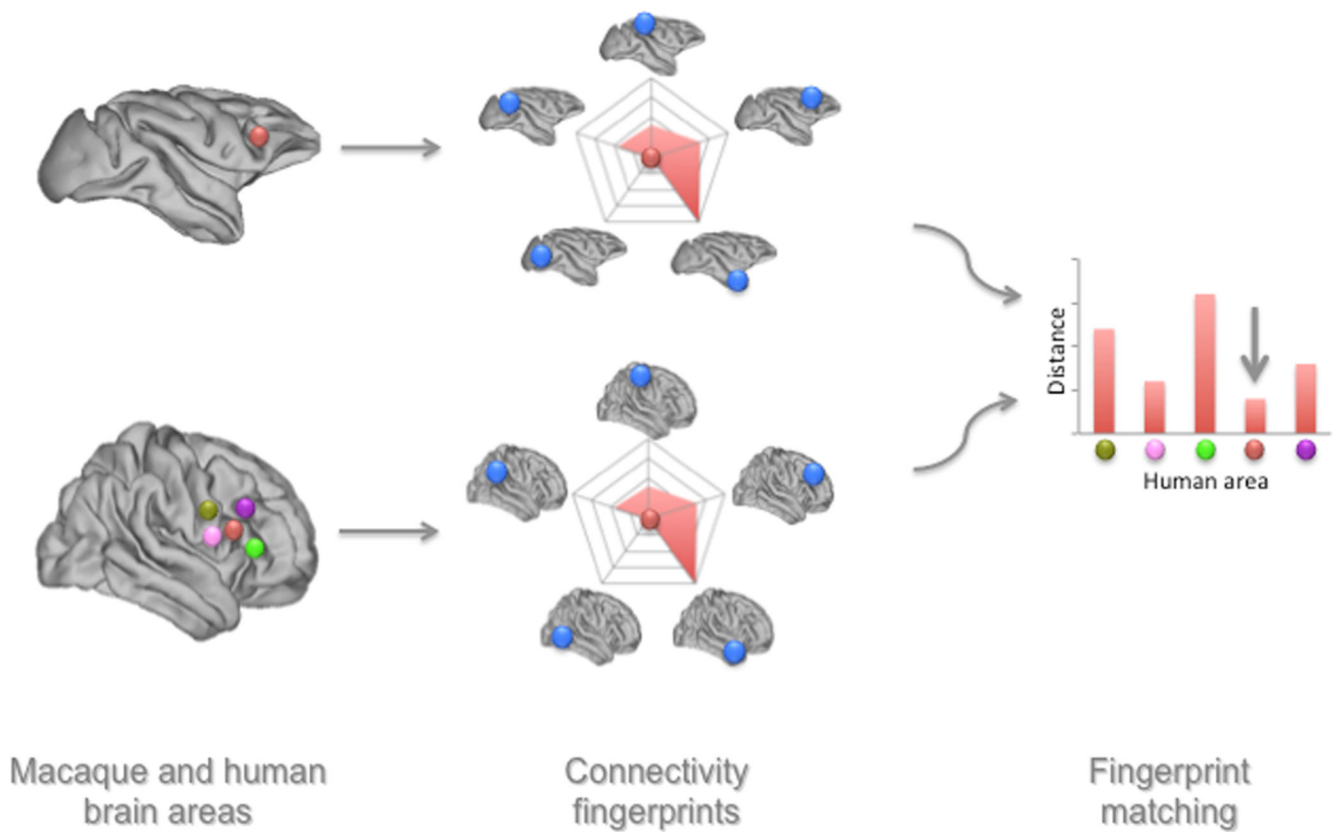 Distance
Human area
Macaque and human
brain areas
Connectivity
fingerprints
Fingerprint
matching